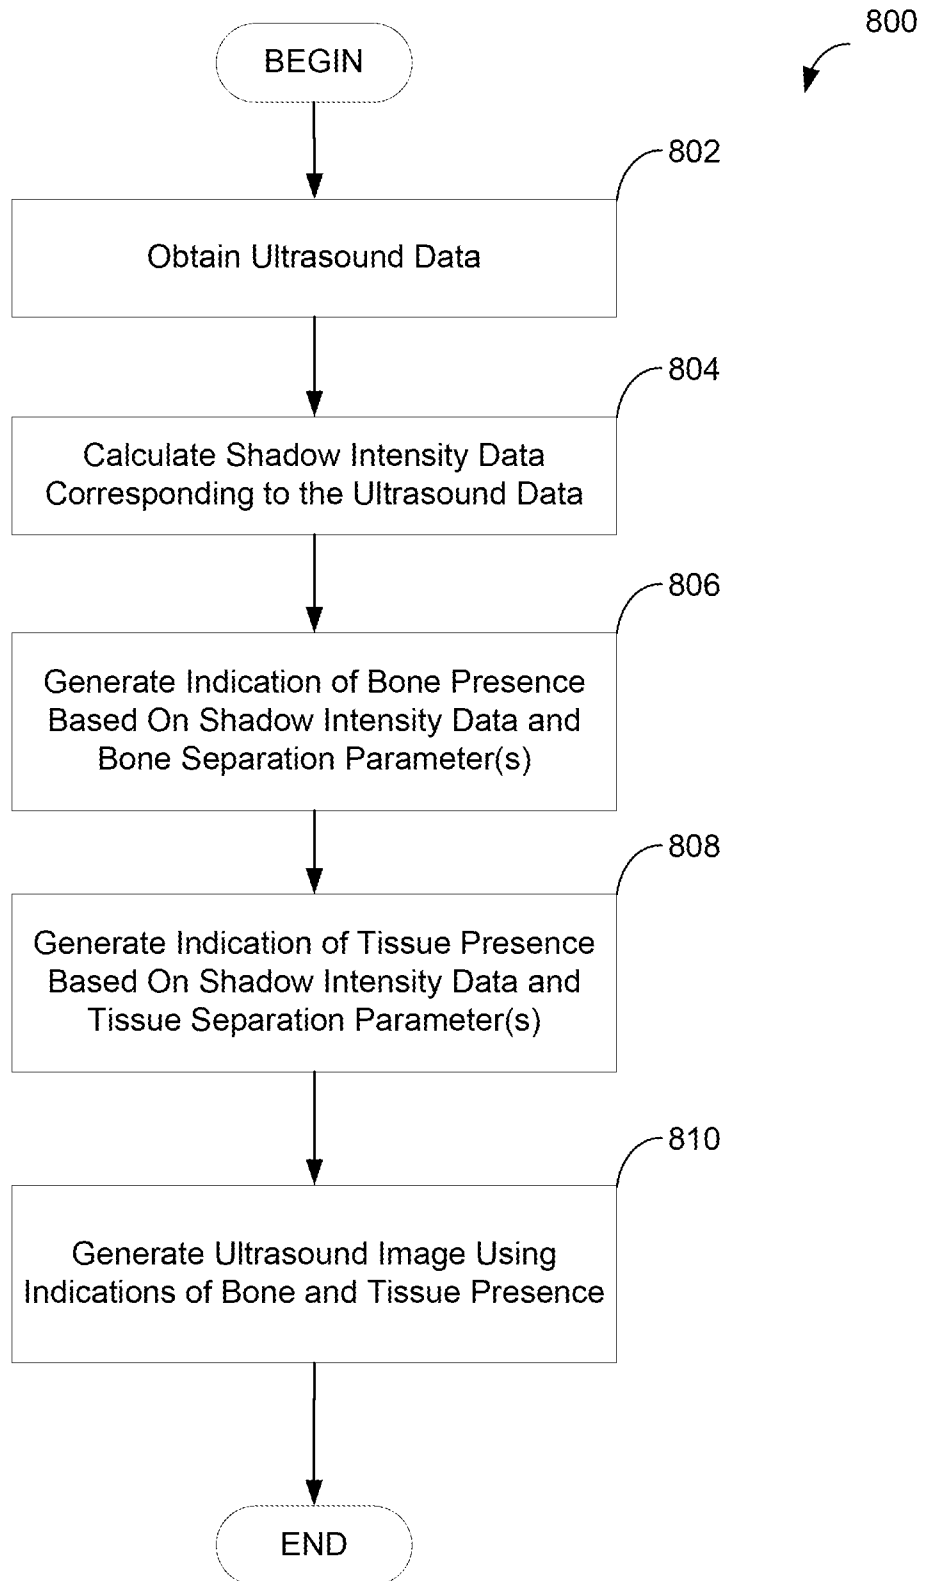 800
BEGIN
802
Obtain Ultrasound Data
804
Calculate Shadow Intensity Data
Corresponding to the Ultrasound Data
806
Generate Indication of Bone Presence
Based On Shadow Intensity Data and
Bone Separation Parameter(s)
808
Generate Indication of Tissue Presence
Based On Shadow Intensity Data and
Tissue Separation Parameter(s)
810
Generate Ultrasound Image Using
Indications of Bone and Tissue Presence
END